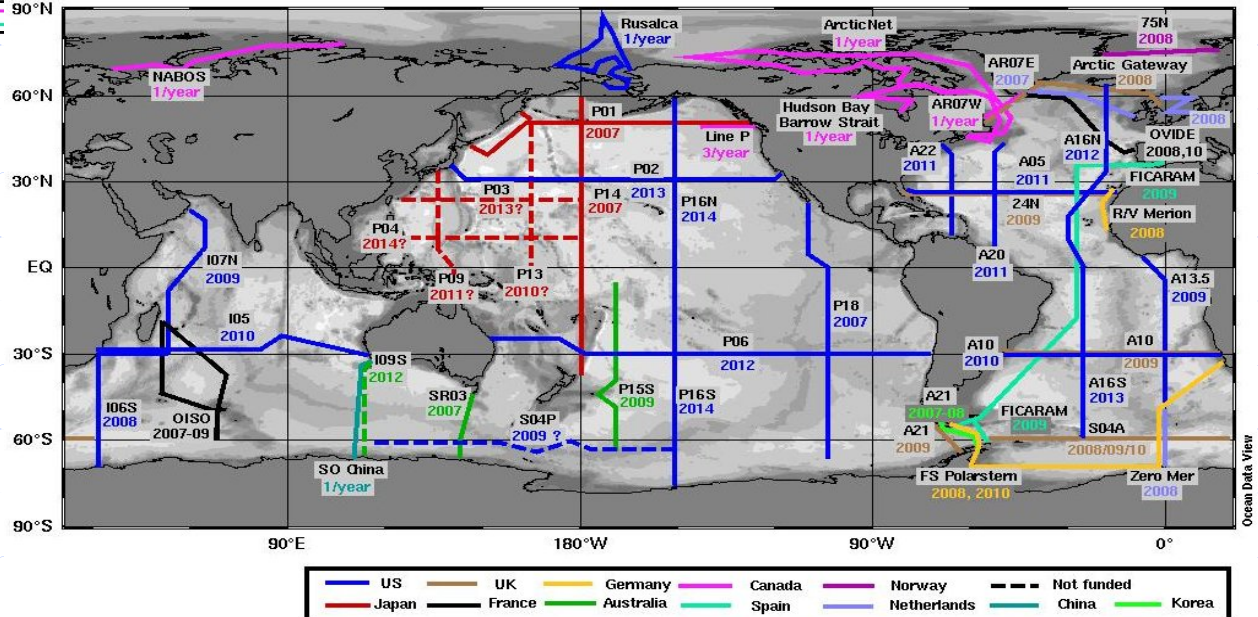 90°N
60°N
30°N
EQ
30°S
60°S
90°S
Rusalca
1/year
ArcticNet
1/year
75N
2008
NABOS
1/year
AR07E
2007
Arctic Gateway
2008
Hudson Bay
Barrow Strait
1/year
AR07W
1/year
2008
P01
2007
Line P
3/year
A22
2011
A16N
2012
OVIDE
2008,10
A05
2011
FICARAM
2009
P02
2013
P03
2013?
P14
2007
P16N
2014
24N
2009
R/V Merion
2008
P04
2014?
I07N
2009
P09
2011?
P13
2010?
A20
2011
A13.5
2009
P18
2007
I05
2010
P06
2012
A10
2010
A10
2009
I09S
2012
I06S
2008
OISO
2007-09
SR03
2007
P15S
2009
P16S
2014
A16S
2013
S04P
2009 ?
A21
2007-08
FICARAM
2009
A21
2009
S04A
2008/09/10
SO China
1/year
FS Polarstern
2008, 2010
Zero Mer
2008
Ocean Data View
90°E
180°W
90°W
0°
US
UK
Germany
Canada
Norway
Not funded
Japan
France
Australia
Spain
Netherlands
China
Korea